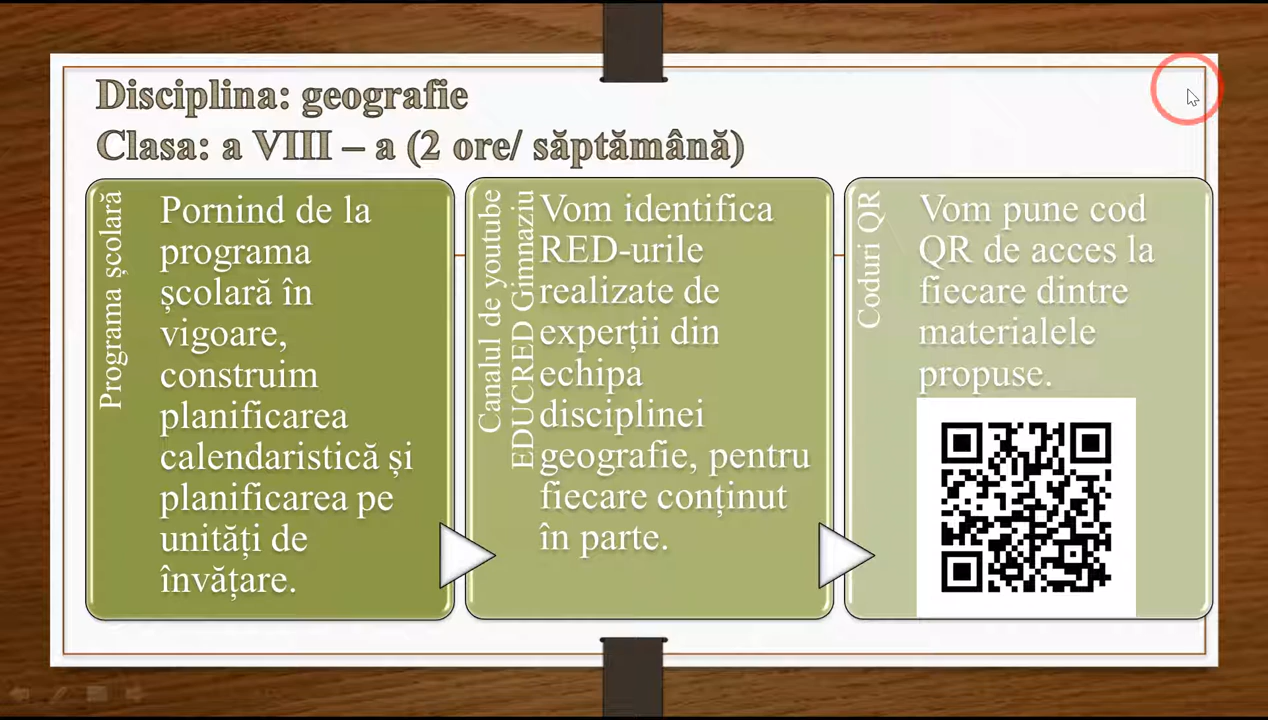 Disciplina: geografie
Clasa: a VIII – a (2 ore/ săptămână)
Programa școlară
Pornind de la
programa
școlară în
vigoare,
construim
planificarea
calendaristică și
planificarea pe
unități de
învățare.
Canalul de youtube
EDUCRED Gimnaziu
Vom identifica
RED-urile
realizate de
experții din
echipa
disciplinei
geografie, pentru
fiecare conținut
în parte.
Coduri QR
Vom pune cod
QR de acces la
fiecare dintre
materialele
propuse.